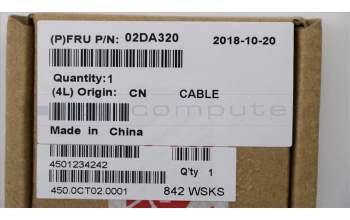 (P)FRU P/N: 02DA320 2018-10-20
Quantity:1
(4L) Origin: CN CABLE
compute
Made in China
4501234242
Q'ty 1
450.0CT02.0001 842 WSKS